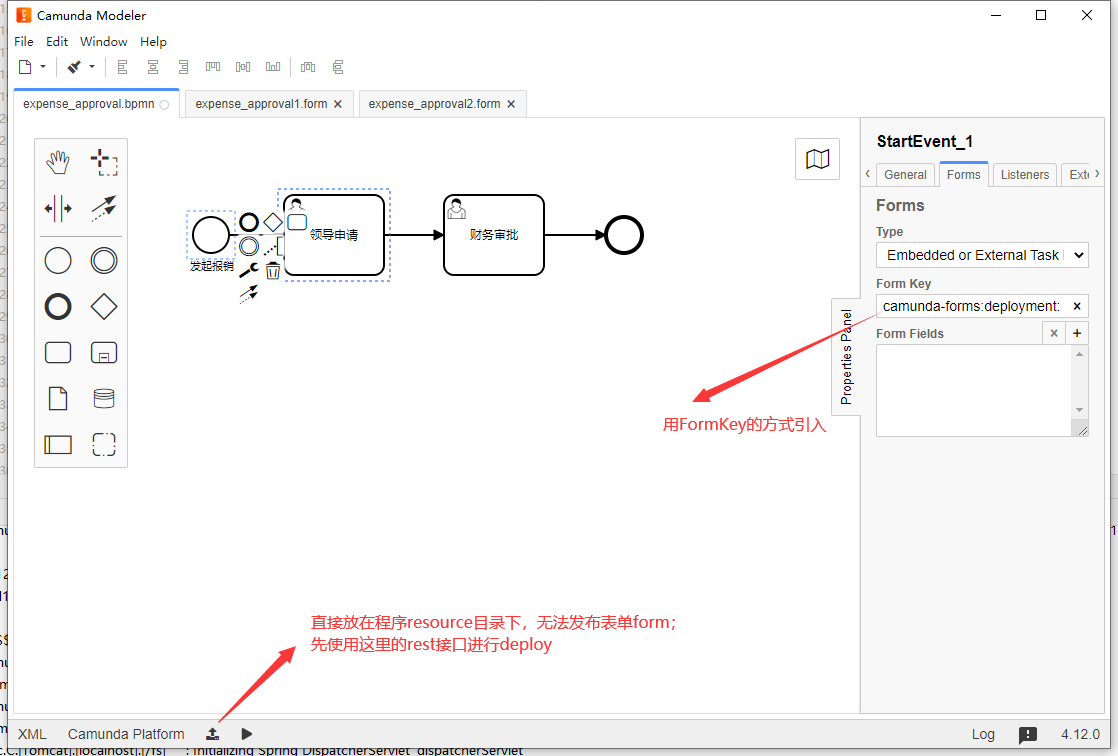 Camunda Modeler
File Edit Window Help
expense_approval.bpmn
expense_approval1.form
expense_approval2.form
StartEvent_1
General
Forms
Listeners
Exte
Forms
Type
Embedded or External Task
Form Key
camunda-forms:deployment:
Form Fields
Properties Panel
发起报销
领导申请
财务审批
用FormKey的方式引入
直接放在程序resource目录下，无法发布表单form；
先使用这里的rest接口进行deploy
XML
Camunda Platform
Log
4.12.0
: Initializing Spring DispatcherServlet 'dispatcherServlet'